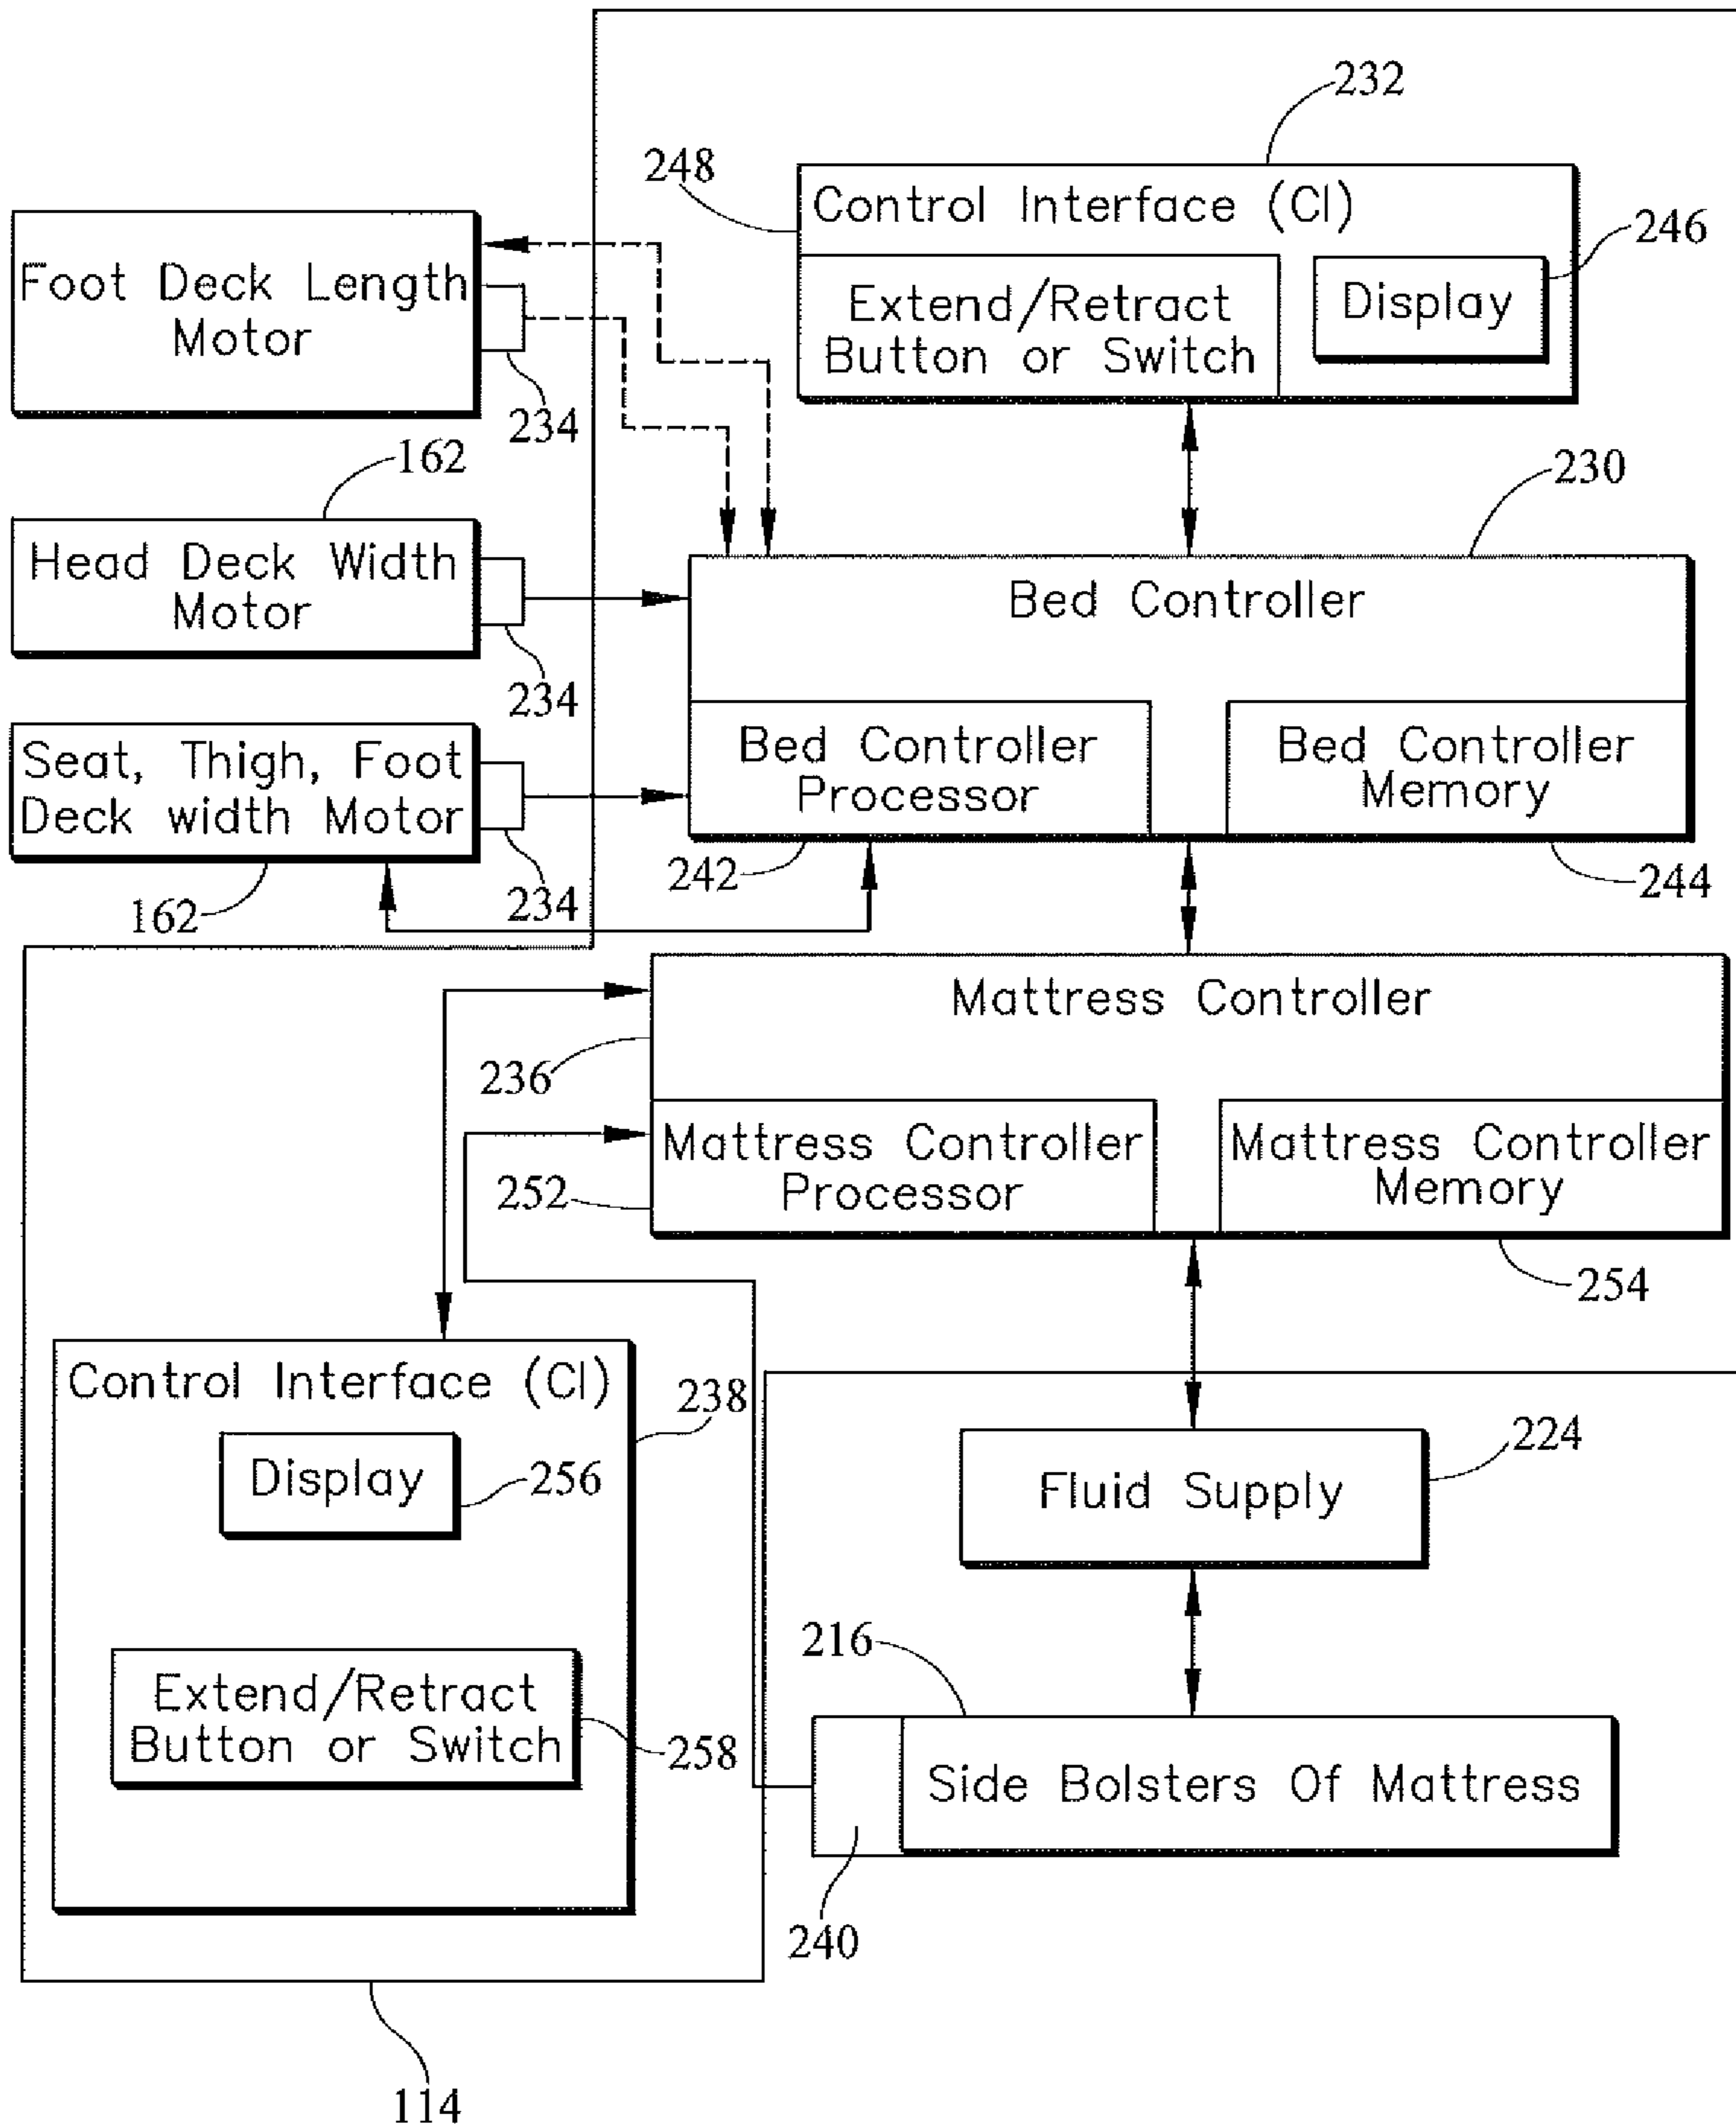 232
248
Control Interface (CI)
246
Foot Deck Length
Motor
Extend/Retract
Button or Switch
Display
234
162
230
Head Deck Width
Motor
Bed Controller
234
Seat, Thigh, Foot
Deck width Motor
Bed Controller
Processor
Bed Controller
Memory
162
234
242
244
Mattress Controller
236
Mattress Controller
Processor
Mattress Controller
Memory
252
254
Control Interface (CI)
238
Display
256
224
Fluid Supply
216
Extend/Retract
Button or Switch
258
Side Bolsters Of Mattress
240
114